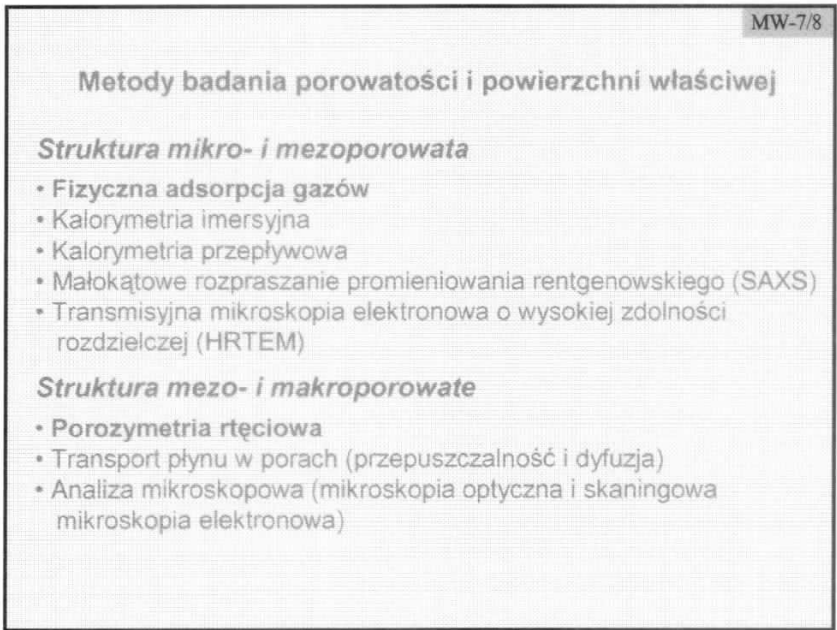 MW-7/8
Metody badania porowatości i powierzchni właściwej
Struktura mikro- i mezoporowata
• Fizyczna adsorpcja gazów
• Kalorymetria imersyjna
• Kalorymetria przepływowa
• Małokątowe rozpraszanie promieniowania rentgenowskiego (SAXS)
• Transmisyjna mikroskopia elektronowa o wysokiej zdolności
rozdzielczej (HRTEM)
Struktura mezo- i makroporowate
• Porozymetria rtęciowa
• Transport płynu w porach (przepuszczalność i dyfuzja)
• Analiza mikroskopowa (mikroskopia optyczna i skaningowa
mikroskopia elektronowa)